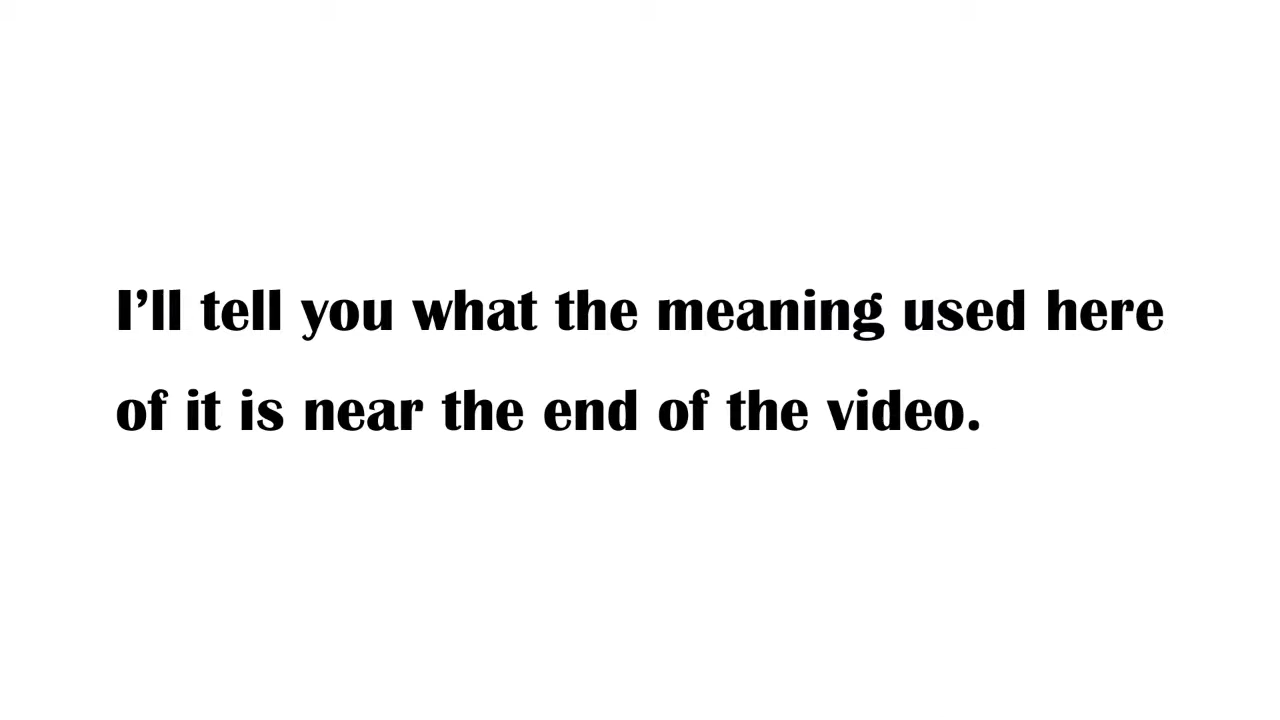 I’ll tell you what the meaning used here
of it is near the end of the video.